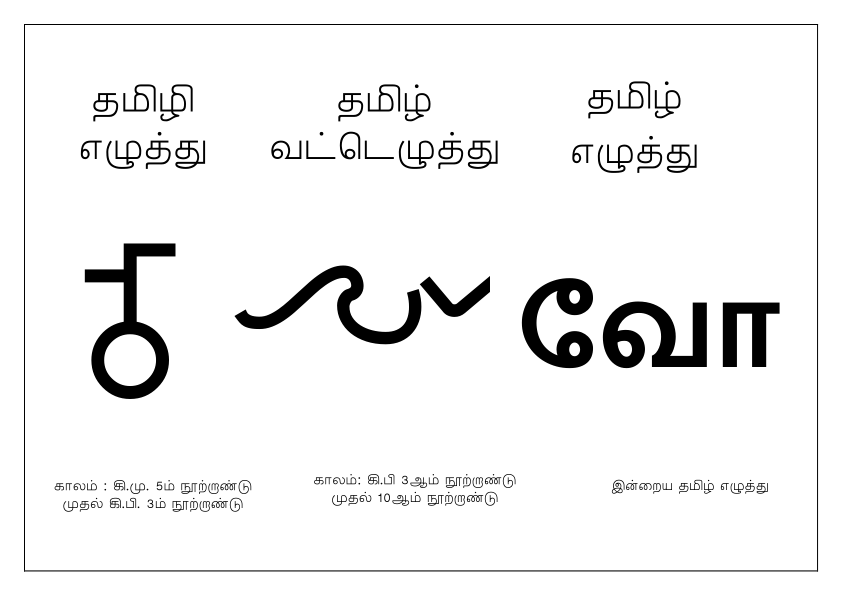 தமிழி
எழுத்து
தமிழ்
வட்டெழுத்து
தமிழ்
எழுத்து
வோ
காலம் : கி.மு. 5ம் நூற்றாண்டு
முதல் கி.பி. 3ம் நூற்றாண்டு
காலம்: கி.பி 3ஆம் நூற்றாண்டு
முதல் 10ஆம் நூற்றாண்டு
இன்றைய தமிழ் எழுத்து